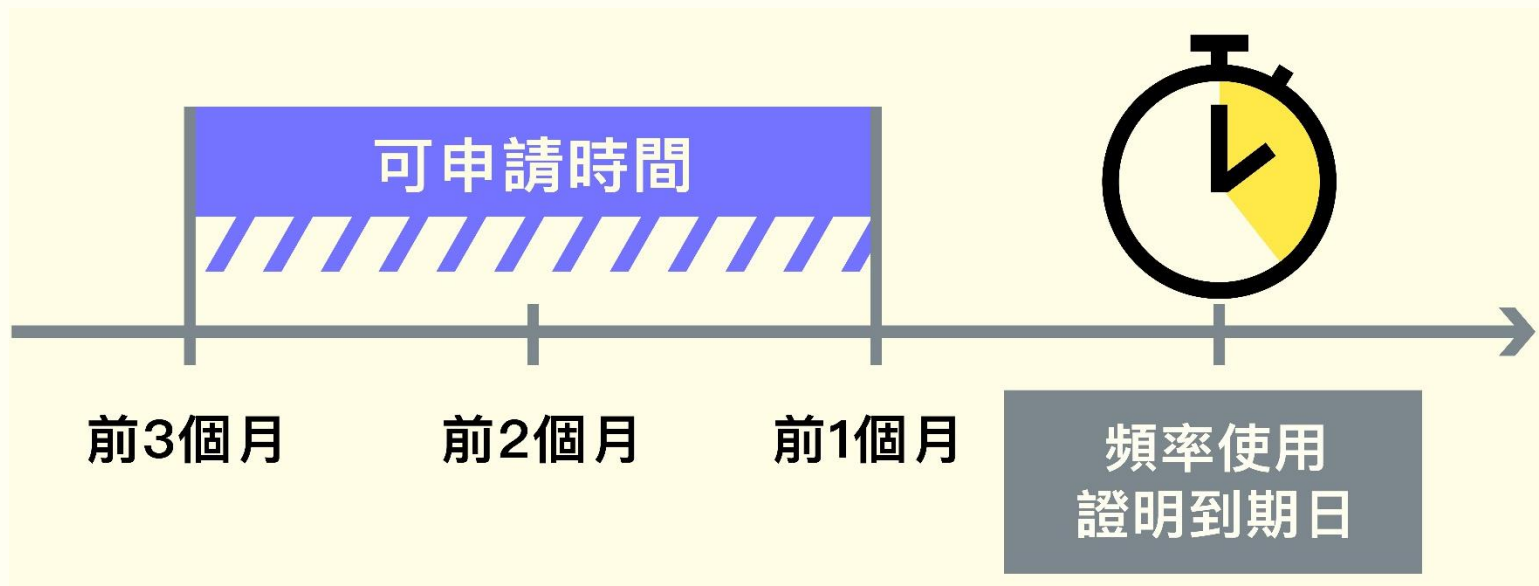 可申請時間
前3個月
前2個月
前1個月
頻率使用
證明到期日